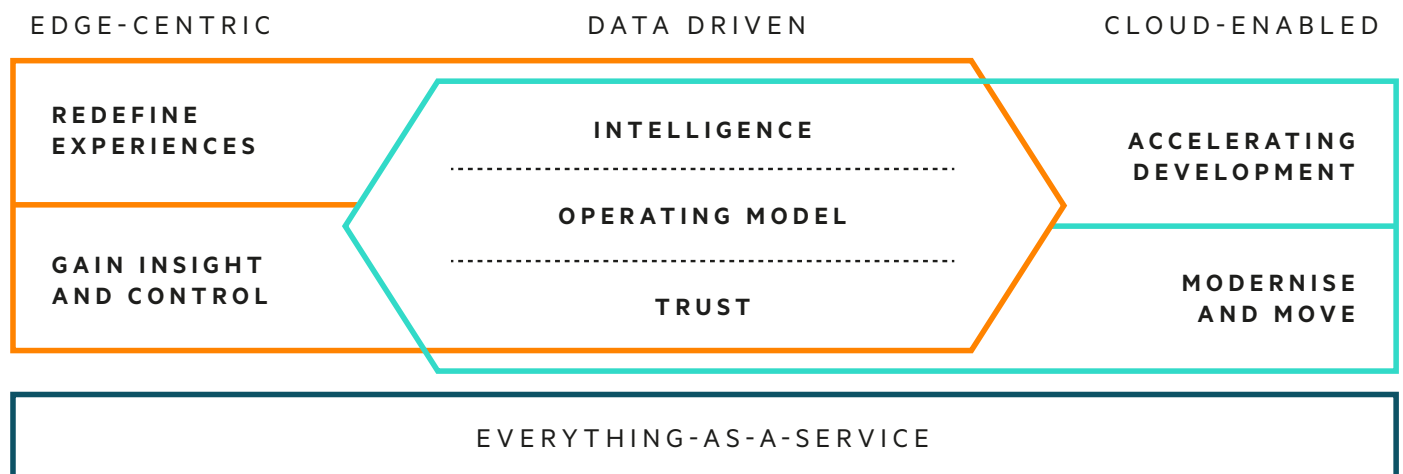 EDGE-CENTRIC
DATA DRIVEN
CLOUD-ENABLED
REDEFINE
EXPERIENCES
GAIN INSIGHT
AND CONTROL
INTELLIGENCE
OPERATING MODEL
TRUST
ACCELERATING
DEVELOPMENT
MODERNISE
AND MOVE
EVERYTHING-AS-A-SERVICE